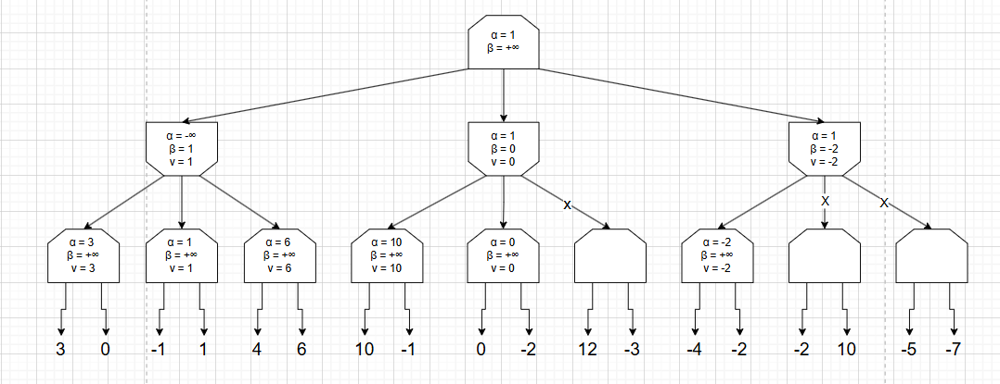 α = 1
β = +∞
α = -∞
β = 1
v = 1
α = 1
β = 0
v = 0
α = 1
β = -2
v = -2
X
X
X
α = 3
β = +∞
v = 3
α = 1
β = +∞
v = 1
α = 6
β = +∞
v = 6
α = 10
β = +∞
v = 10
α = 0
β = +∞
v = 0
α = -2
β = +∞
v = -2
3 0 -1 1 4 6 10 -1 0 -2 12 -3 -4 -2 -2 10 -5 -7